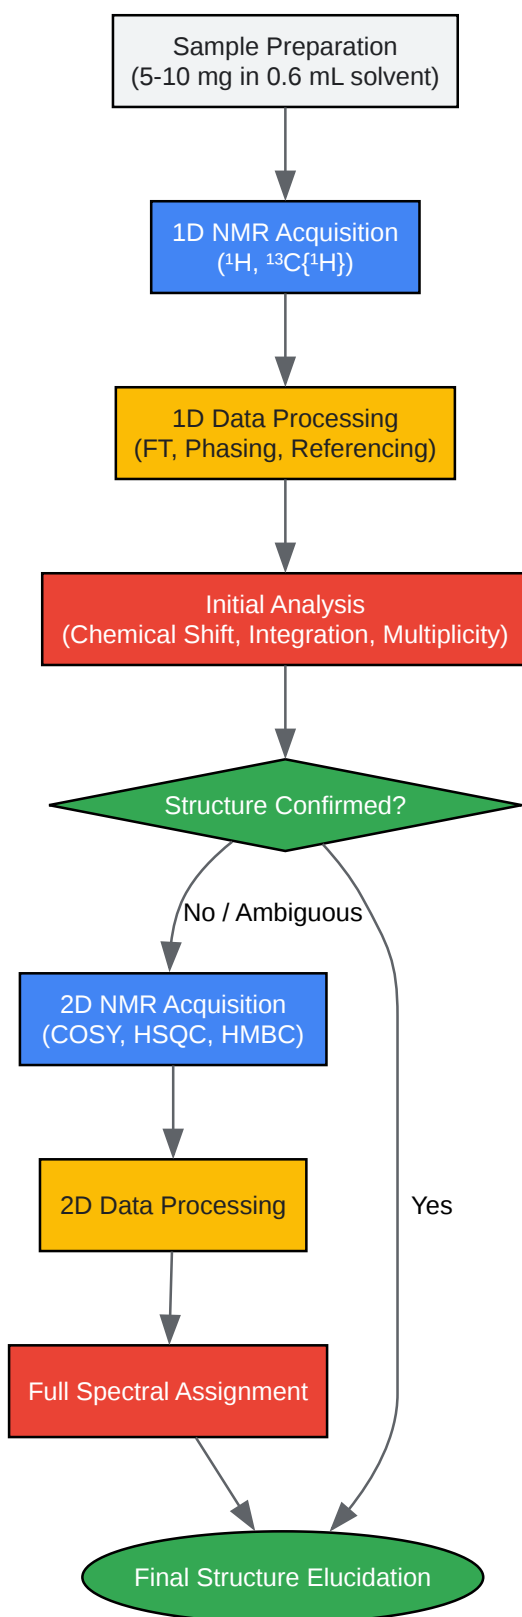 Sample Preparation
(5-10 mg in 0.6 mL solvent)
1D NMR Acquisition
(¹H, ¹³C{¹H})
1D Data Processing
(FT, Phasing, Referencing)
Initial Analysis
(Chemical Shift, Integration, Multiplicity)
Structure Confirmed?
No / Ambiguous
2D NMR Acquisition
(COSY, HSQC, HMBC)
2D Data Processing
Yes
Full Spectral Assignment
Final Structure Elucidation